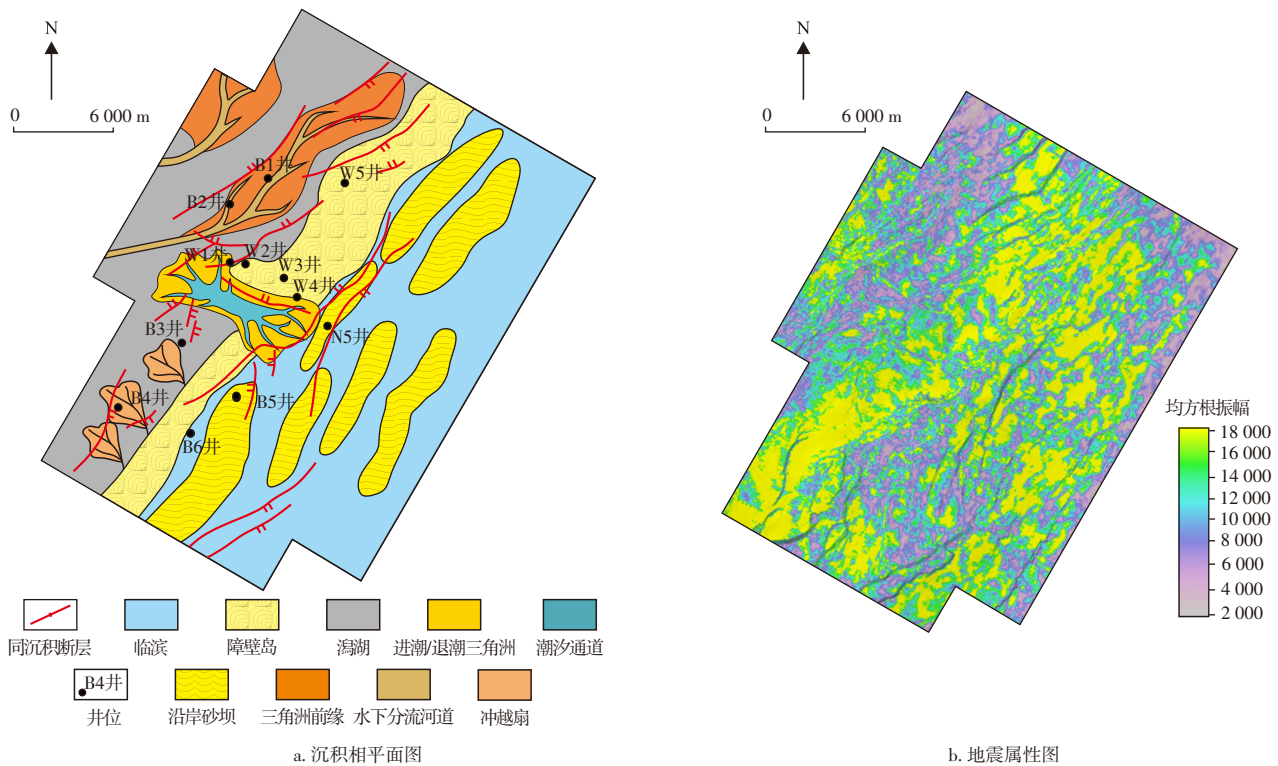 N
0
6 000 m
B1井
B2井
W5井
W1井
W2井
W3井
W4井
N5井
B3井
B4井
B5井
B6井
同沉积断层
临滨
障壁岛
潟湖
进潮/退潮三角洲
潮汐通道
B4井
井位
沿岸砂坝
三角洲前缘
水下分流河道
冲越扇
a. 沉积相平面图
N
0
6 000 m
均方根振幅
18 000
16 000
14 000
12 000
10 000
8 000
6 000
4 000
2 000
b. 地震属性图